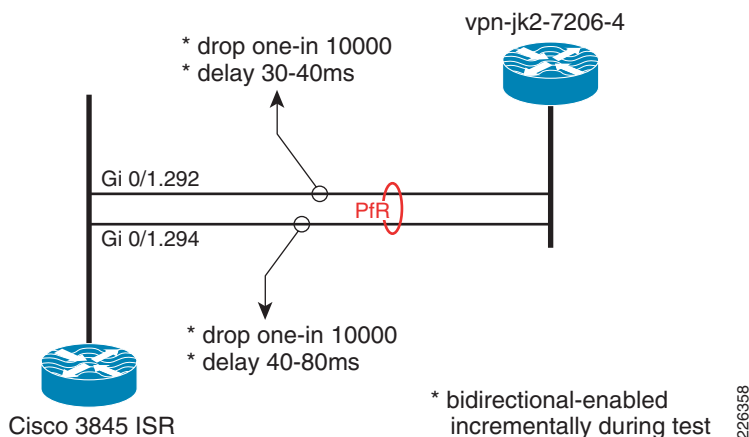 vpn-jk2-7206-4
* drop one-in 10000
* delay 30-40ms
Gi 0/1.292
PfR
Gi 0/1.294
* drop one-in 10000
* delay 40-80ms
Cisco 3845 ISR
* bidirectional-enabled
incrementally during test
226358